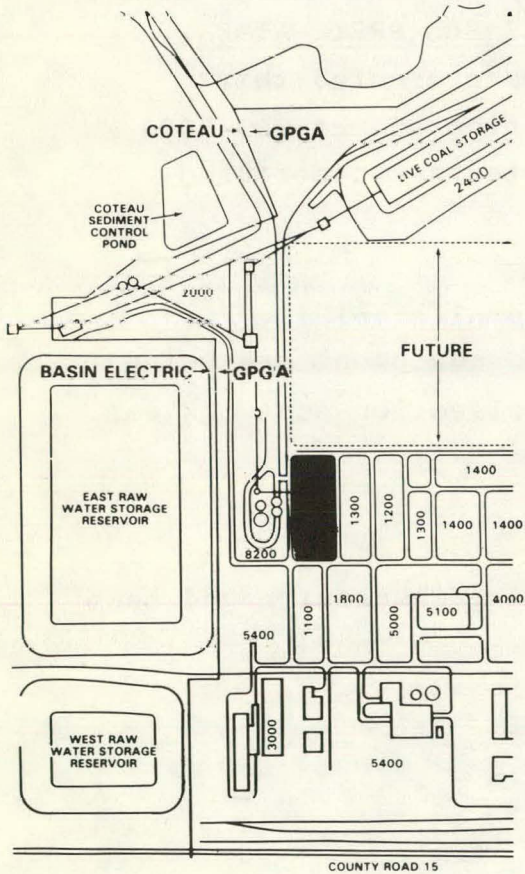 COTEAU GPGA
LIVE COAL STORAGE
2400
COTEAU
SEDIMENT
CONTROL
POND
2000
FUTURE
BASIN ELECTRIC GPGA
1400
EAST RAW
WATER STORAGE
RESERVOIR
1300
1200
1300
1400
1400
8200
1100
1800
5000
5100
4000
5400
3000
WEST RAW
WATER STORAGE
RESERVOIR
5400
COUNTY ROAD 15